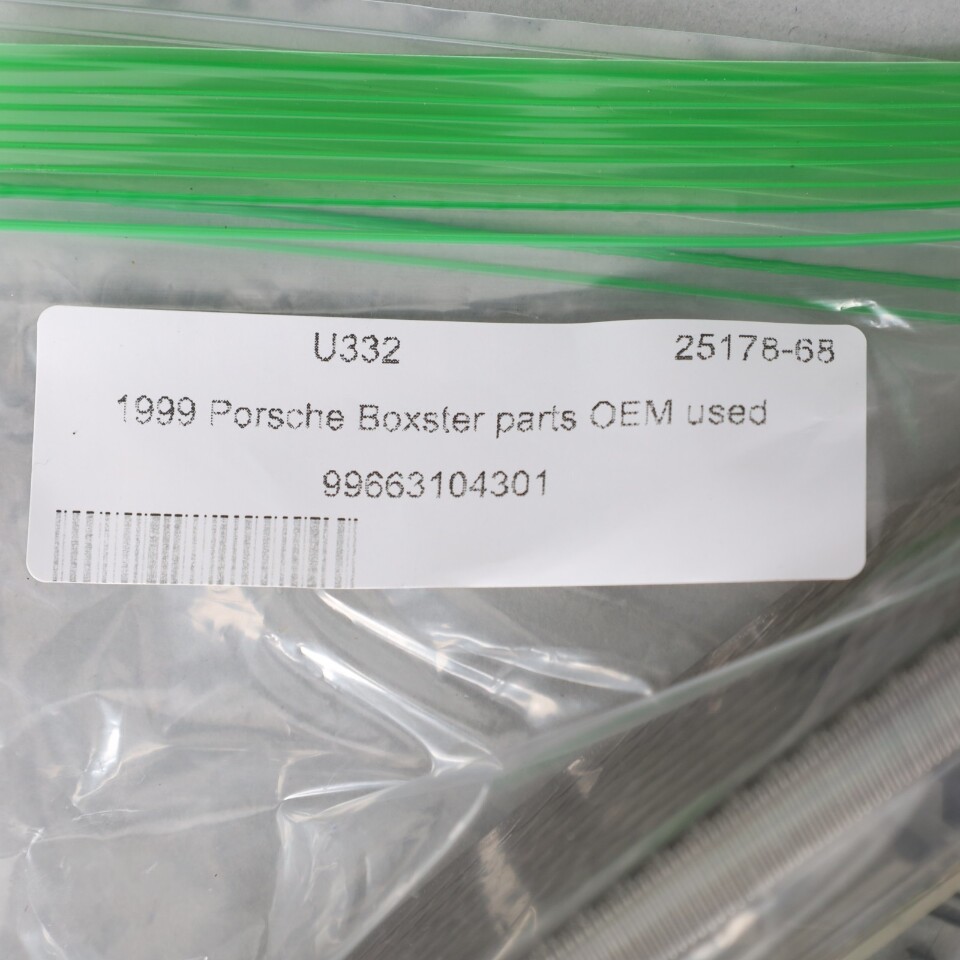 U332 25178-68
1999 Porsche Boxster parts OEM used
99663104301